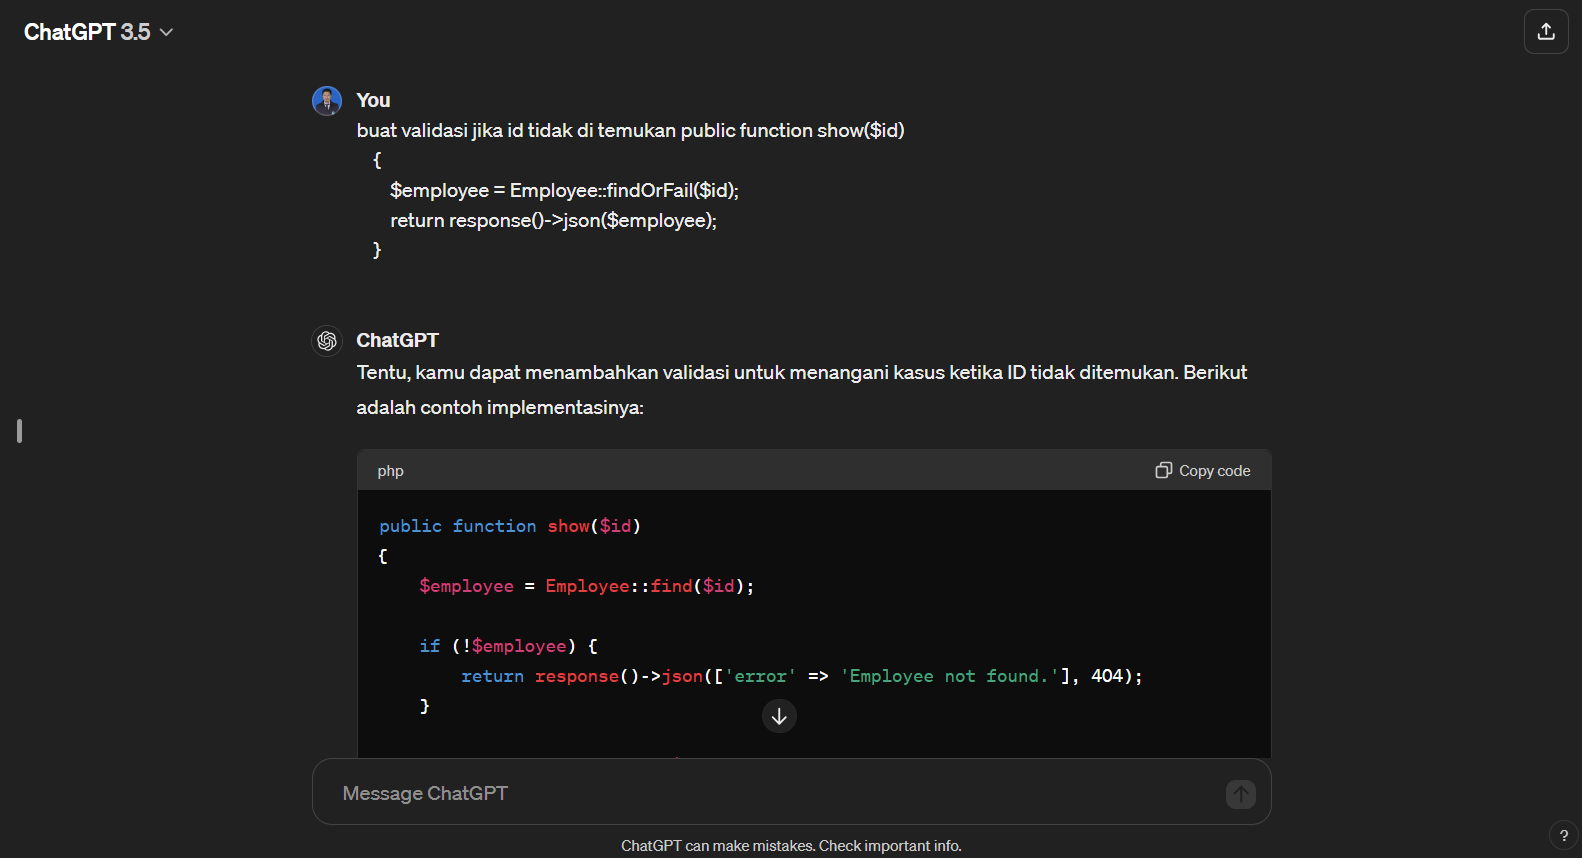 ChatGPT 3.5
You
buat validasi jika id tidak di temukan public function show($id)
{
$employee = Employee::findOrFail($id);
return response()->json($employee);
}
ChatGPT
Tentu, kamu dapat menambahkan validasi untuk menangani kasus ketika ID tidak ditemukan. Berikut
adalah contoh implementasinya:
php
Copy code
public function show($id)
{
    $employee = Employee::find($id);
    if (!$employee) {
        return response()->json(['error' => 'Employee not found.'], 404);
    }
Message ChatGPT
ChatGPT can make mistakes. Check important info.
?